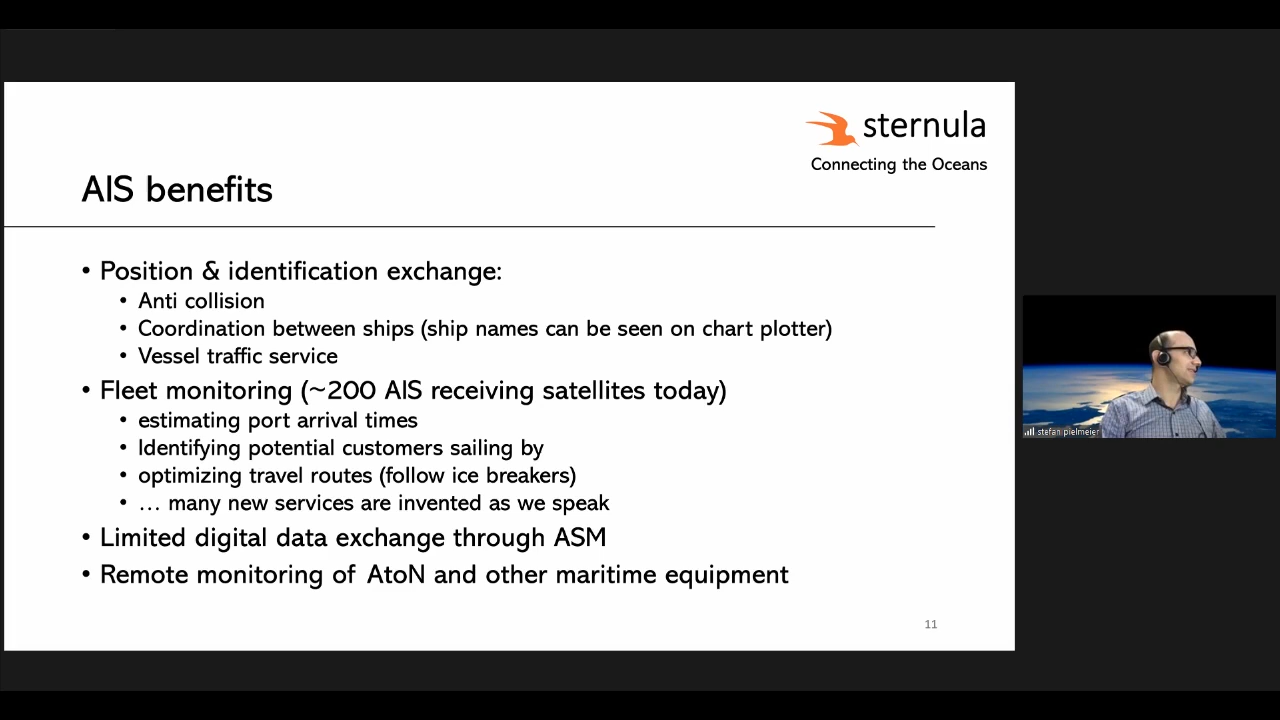 sternula
Connecting the Oceans
AIS benefits
• Position & identification exchange:
• Anti collision
• Coordination between ships (ship names can be seen on chart plotter)
• Vessel traffic service
• Fleet monitoring (~200 AIS receiving satellites today)
• estimating port arrival times
• Identifying potential customers sailing by
• optimizing travel routes (follow ice breakers)
• … many new services are invented as we speak
• Limited digital data exchange through ASM
• Remote monitoring of AtoN and other maritime equipment
11
stefan pielmeier